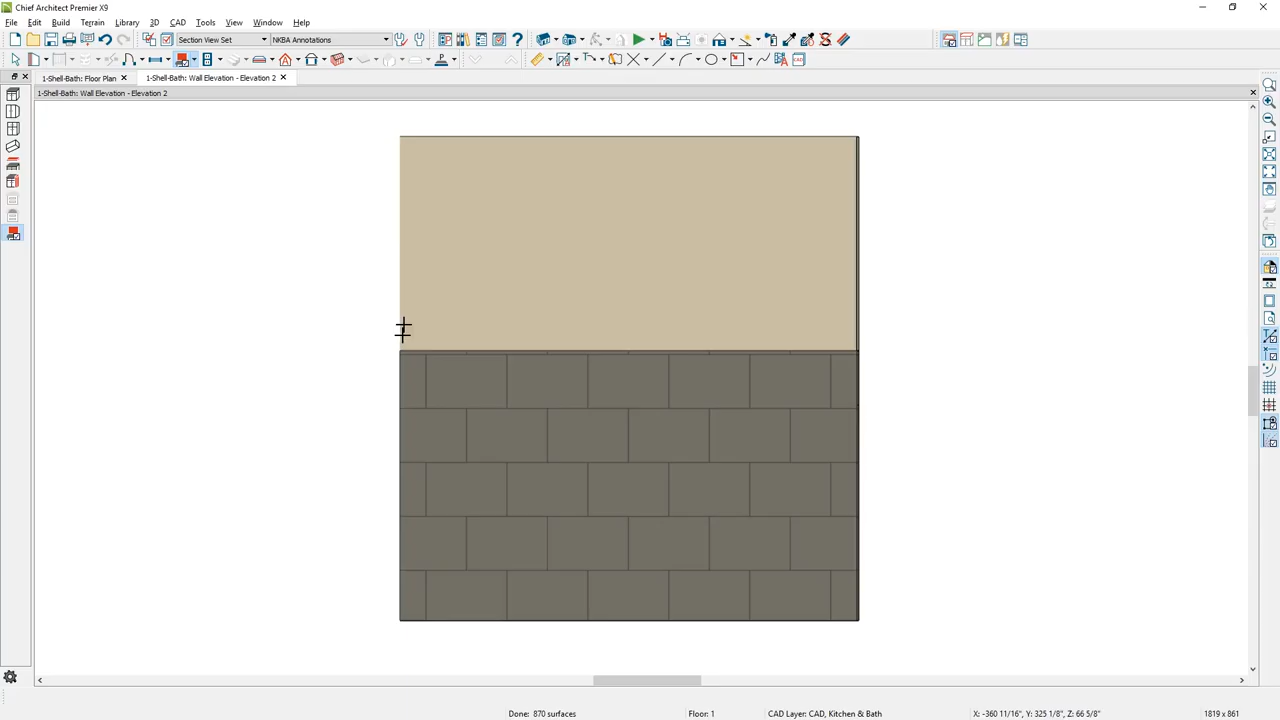 Chief Architect Premier X9
File Edit Build Terrain Library 3D CAD Tools View Window Help
Section View Set NKBA Annotations
1-Shell-Bath: Floor Plan 1-Shell-Bath: Wall Elevation - Elevation 2
1-Shell-Bath: Wall Elevation - Elevation 2
Done: 870 surfaces Floor: 1 CAD Layer: CAD, Kitchen & Bath X: -360 11/16", Y: 325 1/8", Z: 66 5/8" 1819 x 861